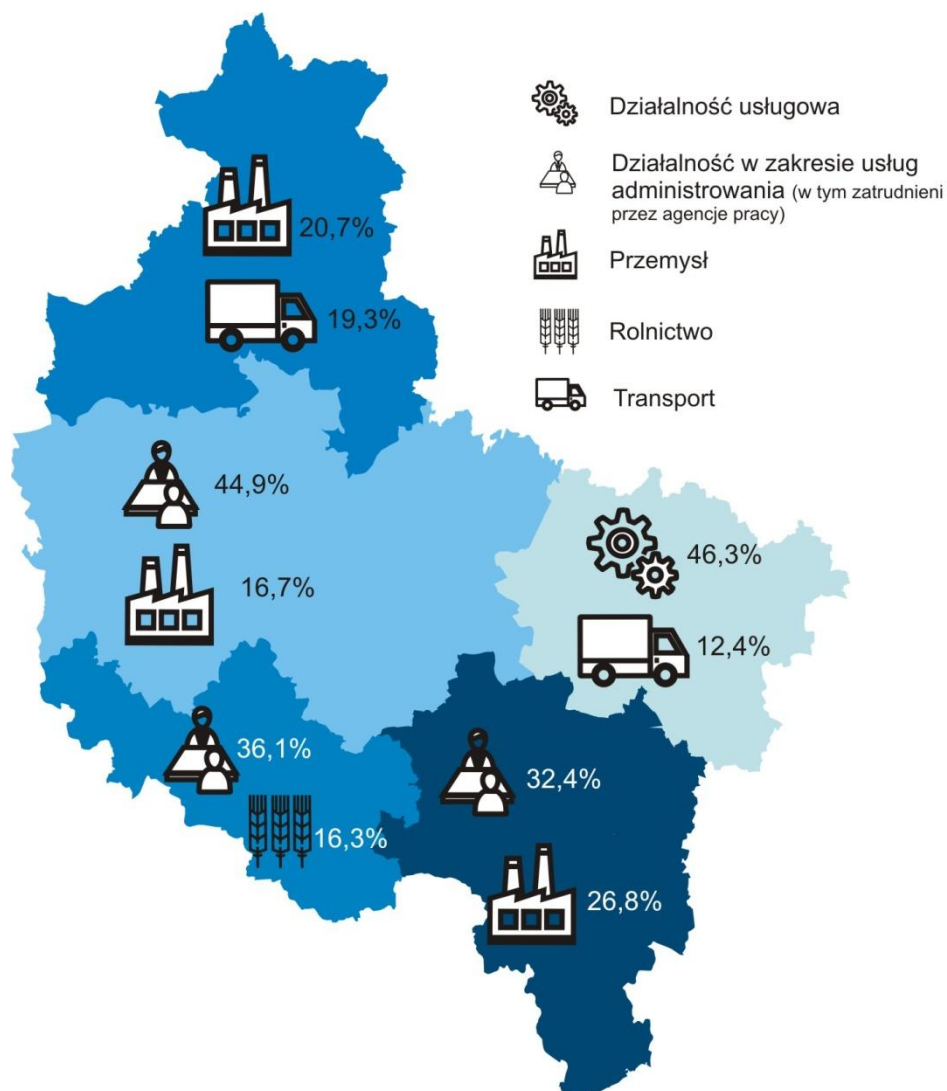 Działalność usługowa
Działalność w zakresie usług
administrowania (w tym zatrudnieni
przez agencje pracy)
Przemysł
Rolnictwo
Transport
20,7%
19,3%
44,9%
16,7%
46,3%
12,4%
36,1%
16,3%
32,4%
26,8%